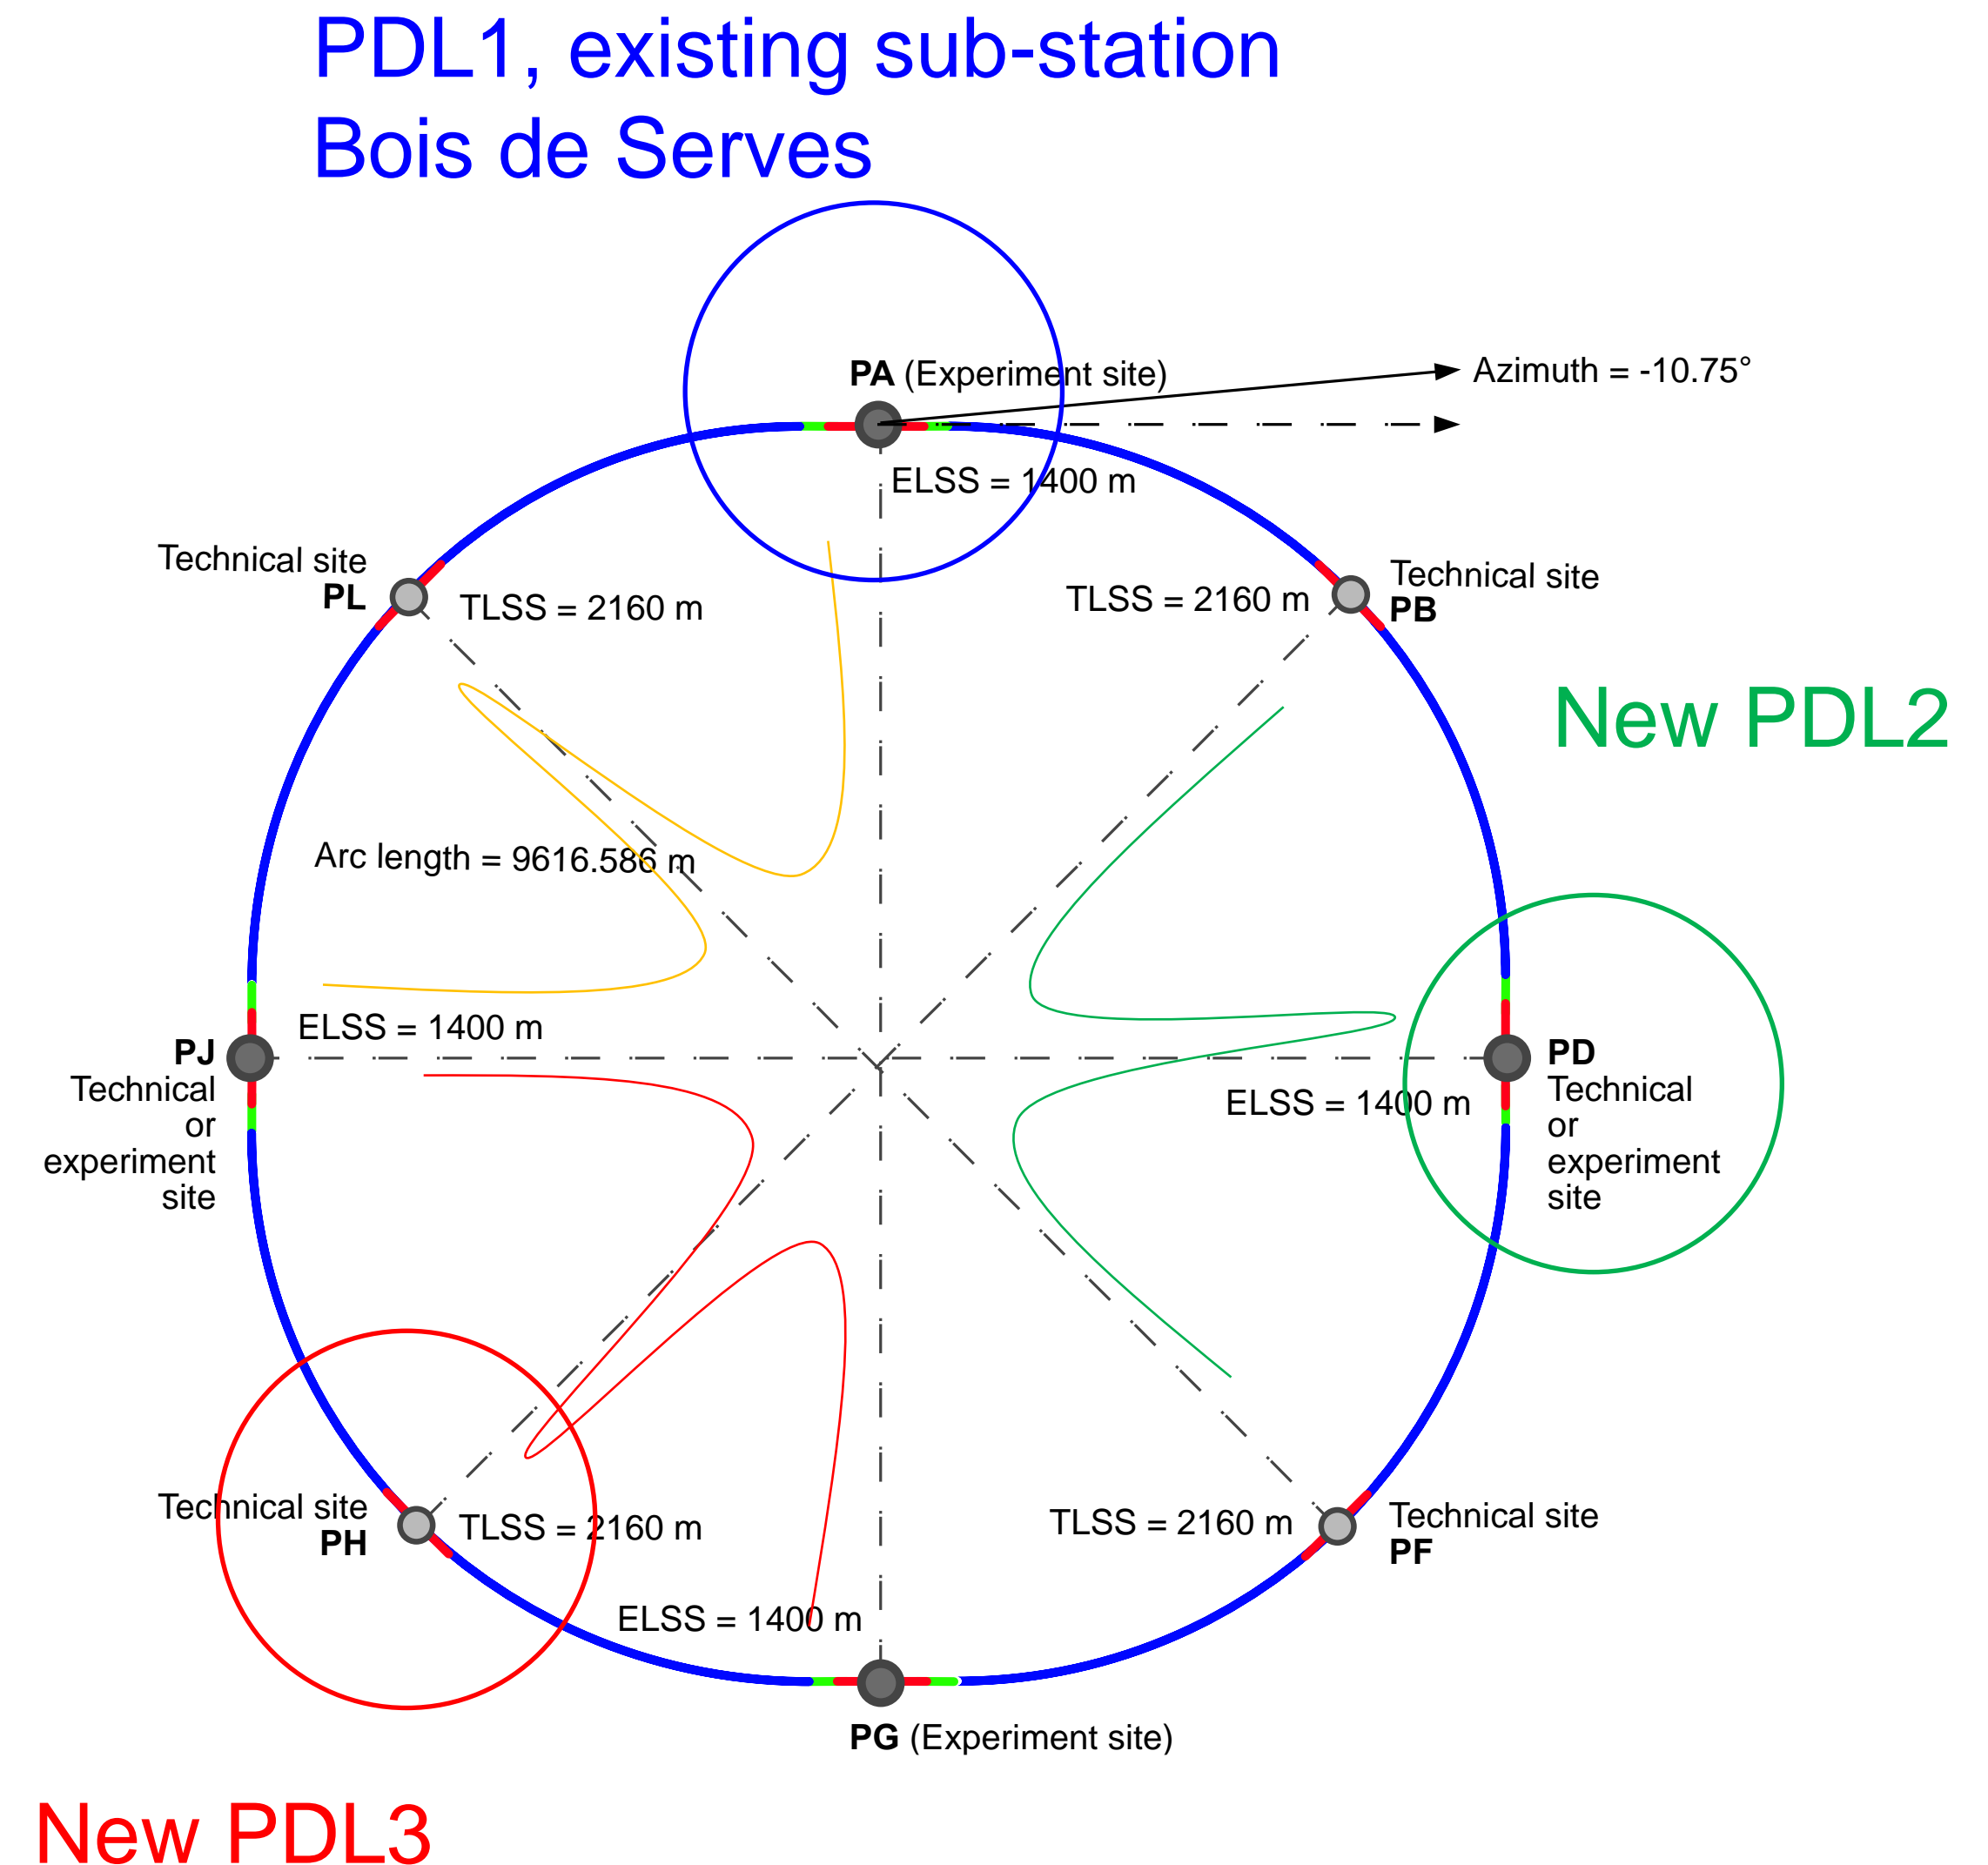 PDL1, existing sub-station
Bois de Serves
PA (Experiment site)
Azimuth = -10.75°
ELSS = 1400 m
Technical site
PL
TLSS = 2160 m
TLSS = 2160 m
Technical site
PB
New PDL2
Arc length = 9616.586 m
ELSS = 1400 m
PJ
Technical
or
experiment
site
PD
Technical
or
experiment
site
ELSS = 1400 m
Technical site
PH
TLSS = 2160 m
TLSS = 2160 m
Technical site
PF
ELSS = 1400 m
PG (Experiment site)
New PDL3